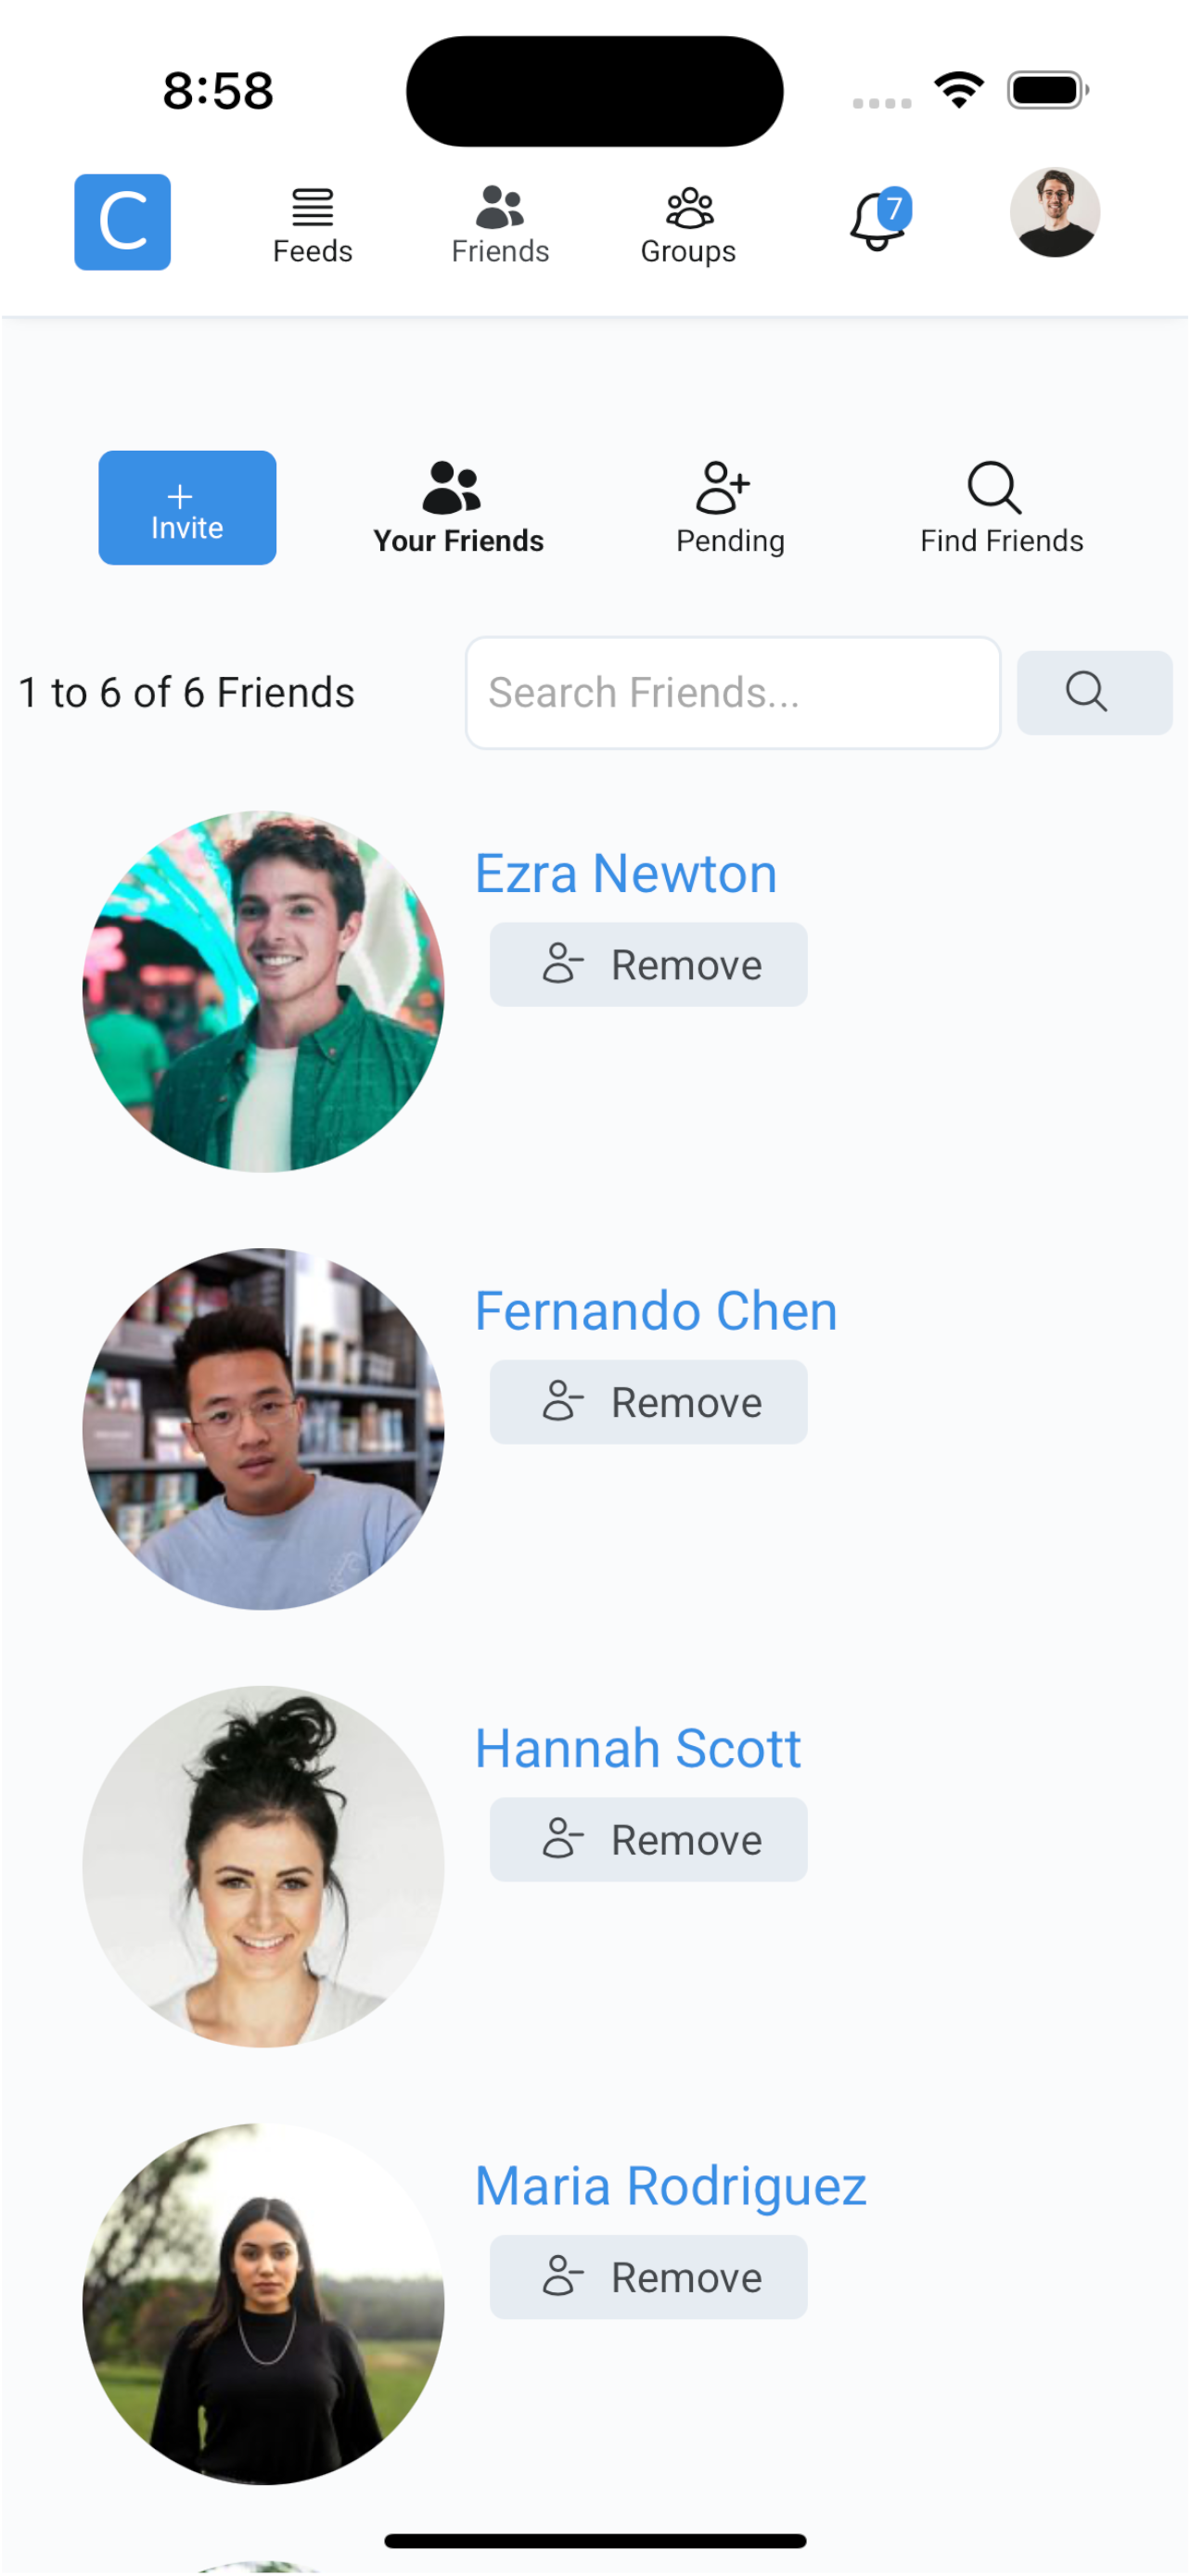 8:58
C
Feeds
Friends
Groups
7
Invite
Your Friends
Pending
Find Friends
1 to 6 of 6 Friends
Search Friends...
Ezra Newton
Remove
Fernando Chen
Remove
Hannah Scott
Remove
Maria Rodriguez
Remove